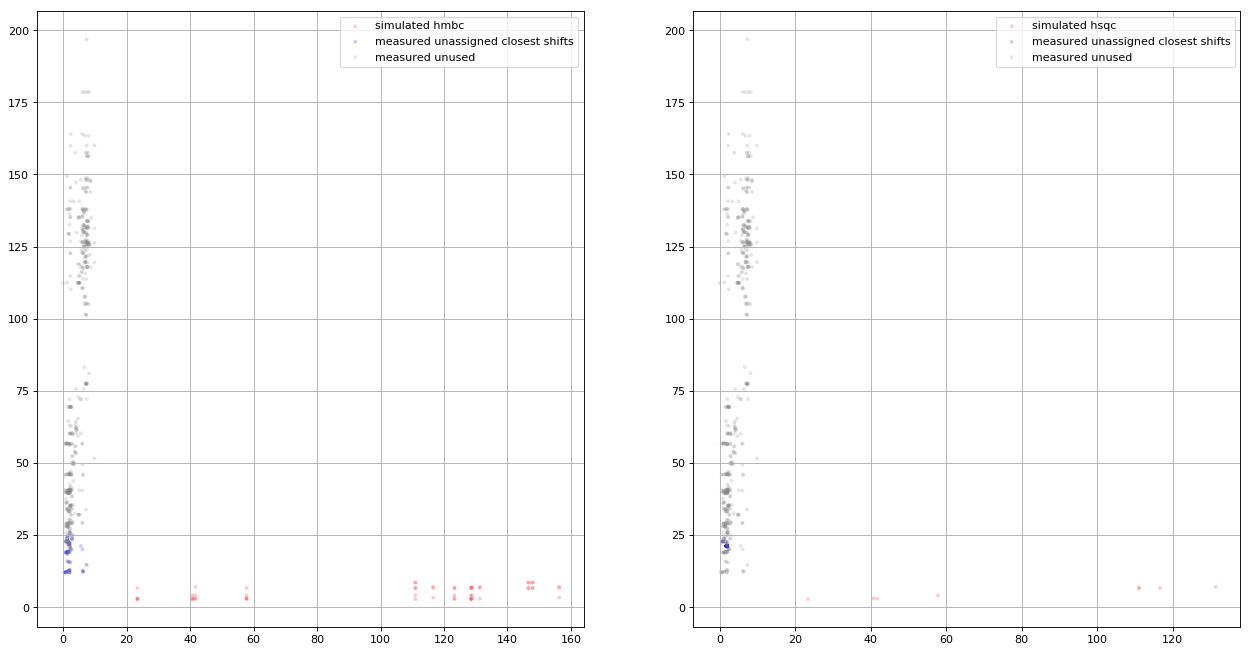 simulated hmbc
measured unassigned closest shifts
measured unused
200
175
150
125
100
75
50
25
0
0 20 40 60 80 100 120 140 160
simulated hsqc
measured unassigned closest shifts
measured unused
200
175
150
125
100
75
50
25
0
0 20 40 60 80 100 120